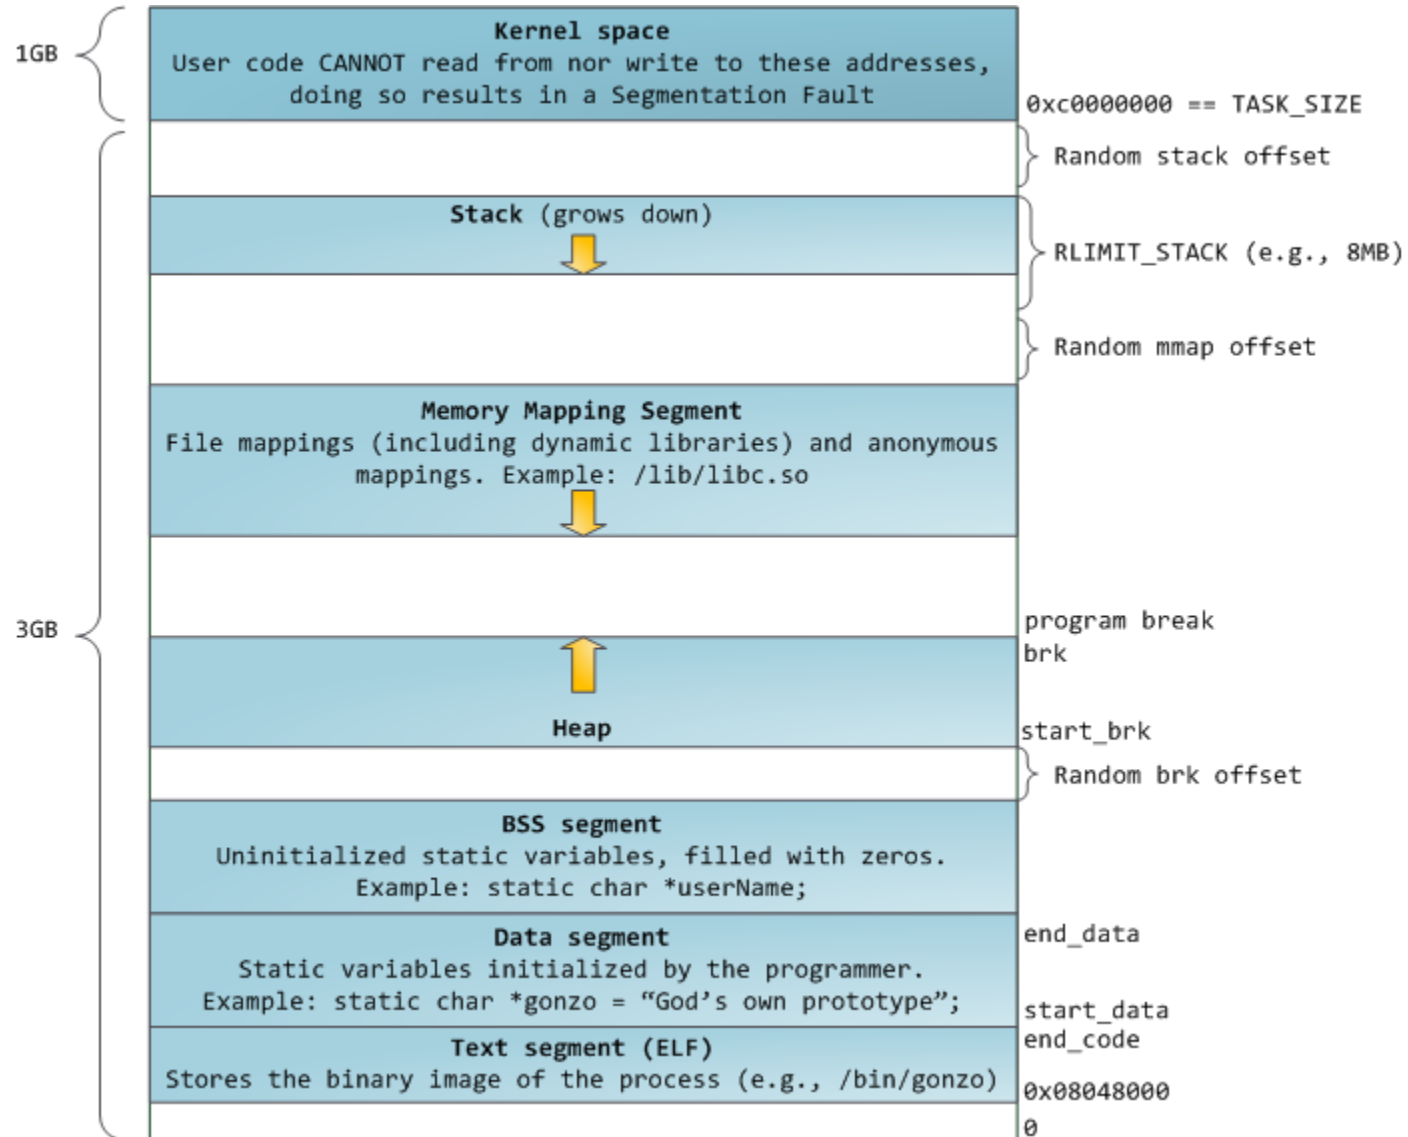 1GB
Kernel space
User code CANNOT read from nor write to these addresses,
doing so results in a Segmentation Fault
0xc0000000 == TASK_SIZE
Random stack offset
Stack (grows down)
RLIMIT_STACK (e.g., 8MB)
Random mmap offset
Memory Mapping Segment
File mappings (including dynamic libraries) and anonymous
mappings. Example: /lib/libc.so
3GB
program break
brk
Heap
start_brk
Random brk offset
BSS segment
Uninitialized static variables, filled with zeros.
Example: static char *userName;
Data segment
end_data
Static variables initialized by the programmer.
Example: static char *gonzo = “God’s own prototype”;
start_data
Text segment (ELF)
end_code
Stores the binary image of the process (e.g., /bin/gonzo)
0x08048000
0